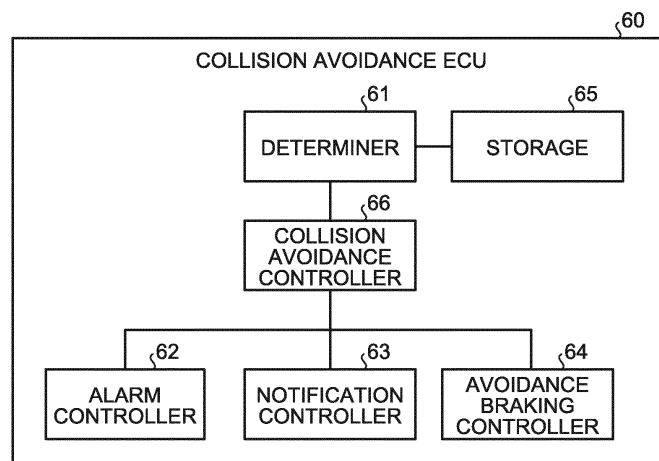 60
COLLISION AVOIDANCE ECU
61
65
DETERMINER
STORAGE
66
COLLISION
AVOIDANCE
CONTROLLER
62
63
64
ALARM
CONTROLLER
NOTIFICATION
CONTROLLER
AVOIDANCE
BRAKING
CONTROLLER